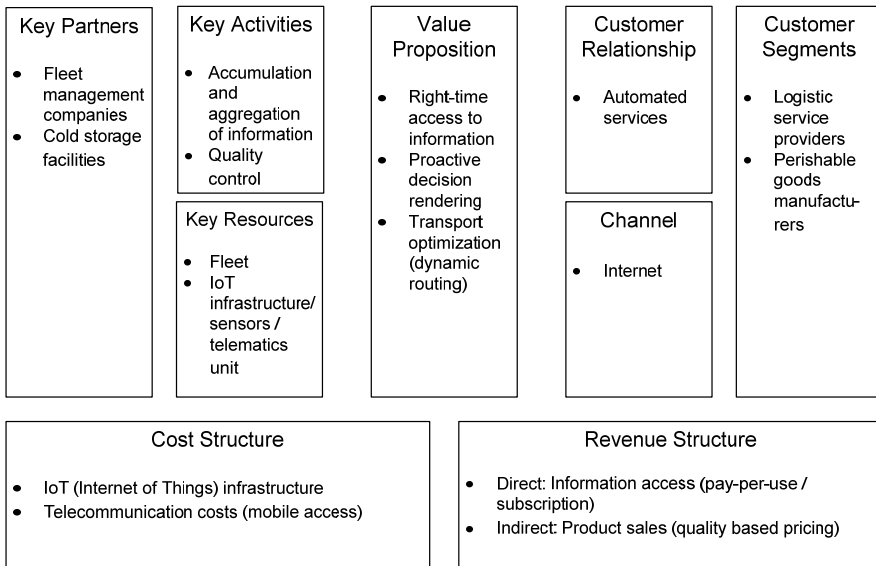 Key Partners
Fleet
management
companies
Cold storage
facilities
Key Activities
Accumulation
and
aggregation
of information
Quality
control
Key Resources
Fleet
IoT
infrastructure/
sensors /
telematics
unit
Value
Proposition
Right-time
access to
information
Proactive
decision
rendering
Transport
optimization
(dynamic
routing)
Customer
Relationship
Automated
services
Channel
Internet
Customer
Segments
Logistic
service
providers
Perishable
goods
manufactu-
rers
Cost Structure
IoT (Internet of Things) infrastructure
Telecommunication costs (mobile access)
Revenue Structure
Direct: Information access (pay-per-use /
subscription)
Indirect: Product sales (quality based pricing)